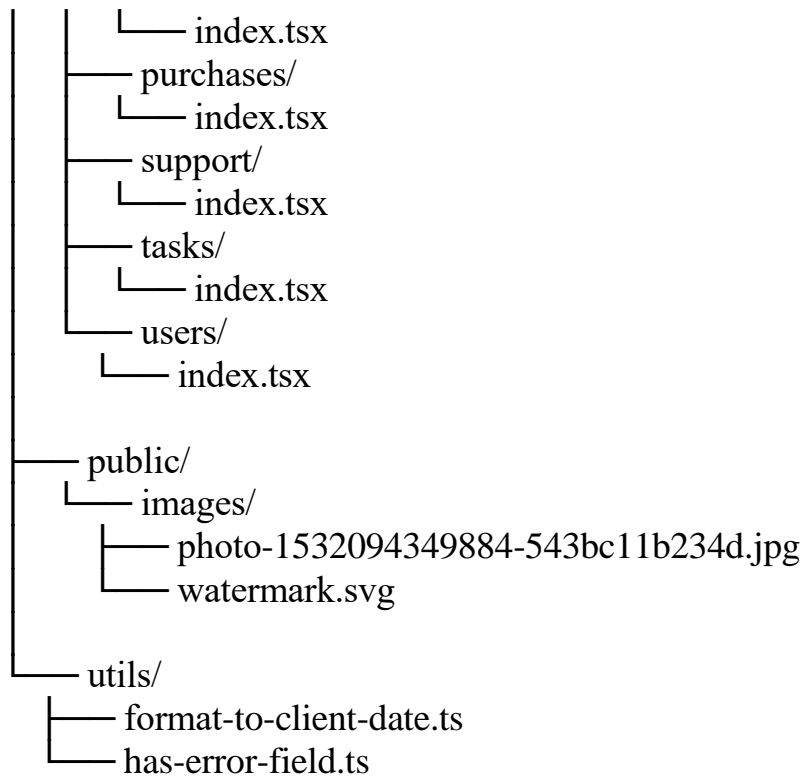 index.tsx
purchases/
index.tsx
support/
index.tsx
tasks/
index.tsx
users/
index.tsx
public/
images/
photo-1532094349884-543bc11b234d.jpg
watermark.svg
utils/
format-to-client-date.ts
has-error-field.ts